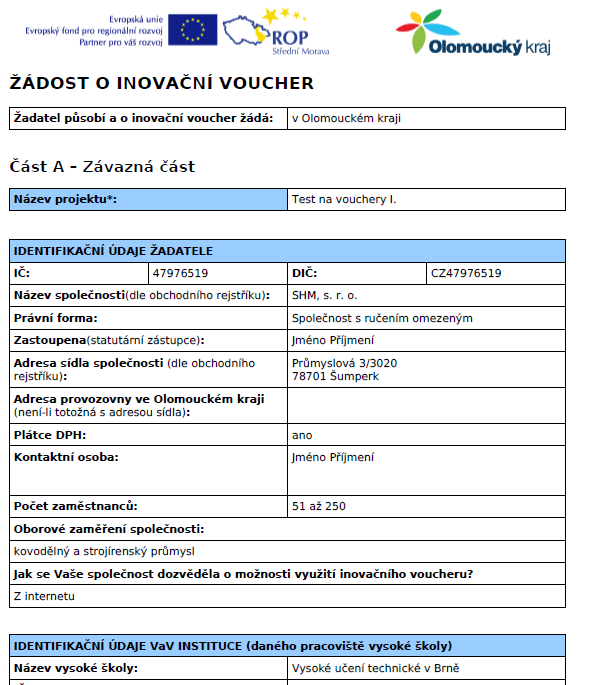 Evropská unie
Evropský fond pro regionální rozvoj
Partner pro váš rozvoj
ROP
Střední Morava
Olomoucký kraj
ŽÁDOST O INOVAČNÍ VOUCHER
Žadatel působí a o inovační voucher žádá: v Olomouckém kraji
Část A – Závazná část
Název projektu*: Test na vouchery I.
IDENTIFIKAČNÍ ÚDAJE ŽADATELE
IČ: 47976519 DIČ: CZ47976519
Název společnosti(dle obchodního rejstříku): SHM, s. r. o.
Právní forma: Společnost s ručením omezeným
Zastoupena(statutární zástupce): Jméno Příjmení
Adresa sídla společnosti (dle obchodního
rejstříku):
Průmyslová 3/3020
78701 Šumperk
Adresa provozovny ve Olomouckém kraji
(není-li totožná s adresou sídla):
Plátce DPH: ano
Kontaktní osoba: Jméno Příjmení
Počet zaměstnanců: 51 až 250
Oborové zaměření společnosti:
kovodělný a strojírenský průmysl
Jak se Vaše společnost dozvěděla o možnosti využití inovačního voucheru?
Z internetu
IDENTIFIKAČNÍ ÚDAJE VaV INSTITUCE (daného pracoviště vysoké školy)
Název vysoké školy: Vysoké učení technické v Brně